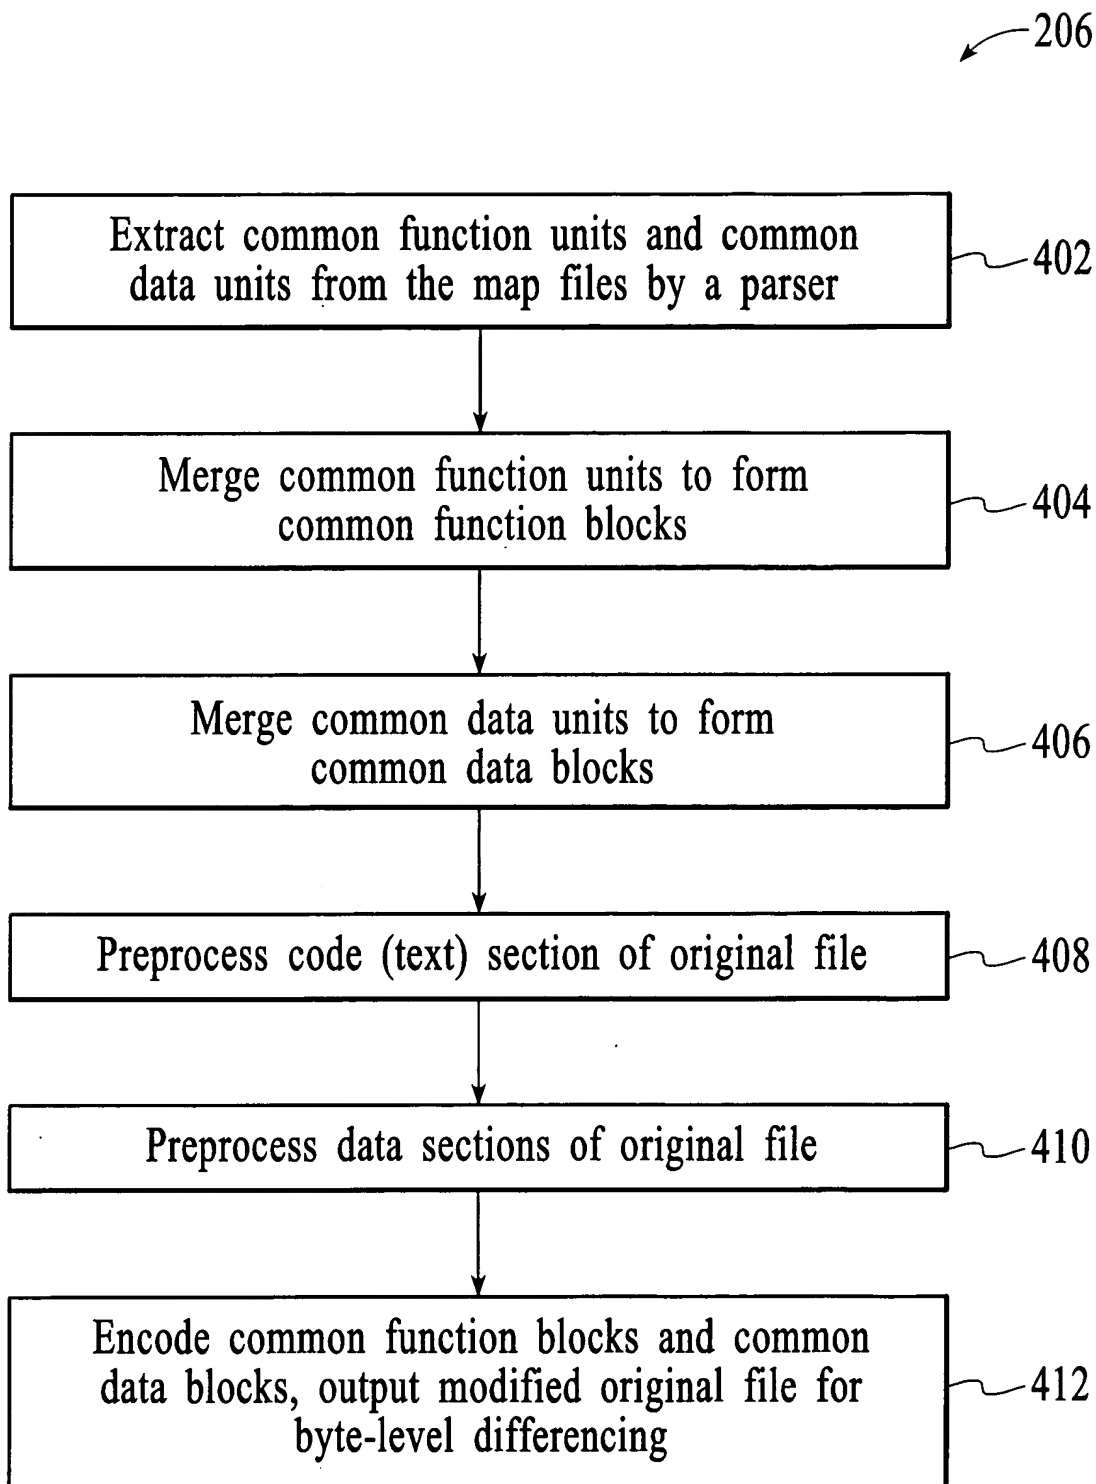 206
Extract common function units and common
data units from the map files by a parser
402
Merge common function units to form
common function blocks
404
Merge common data units to form
common data blocks
406
Preprocess code (text) section of original file
408
Preprocess data sections of original file
410
Encode common function blocks and common
data blocks, output modified original file for
byte-level differencing
412